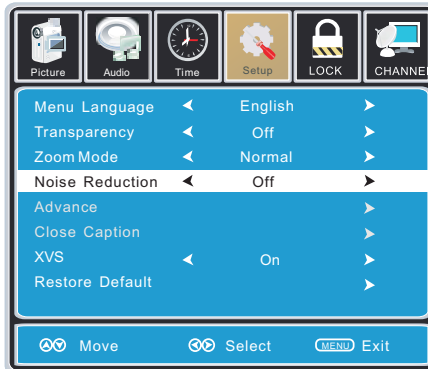 Picture Audio Time Setup LOCK CHANNE
Menu Language English
Transparency Off
Zoom Mode Normal
Noise Reduction Off
Advance
Close Caption
XVS On
Restore Default
Move Select MENU Exit